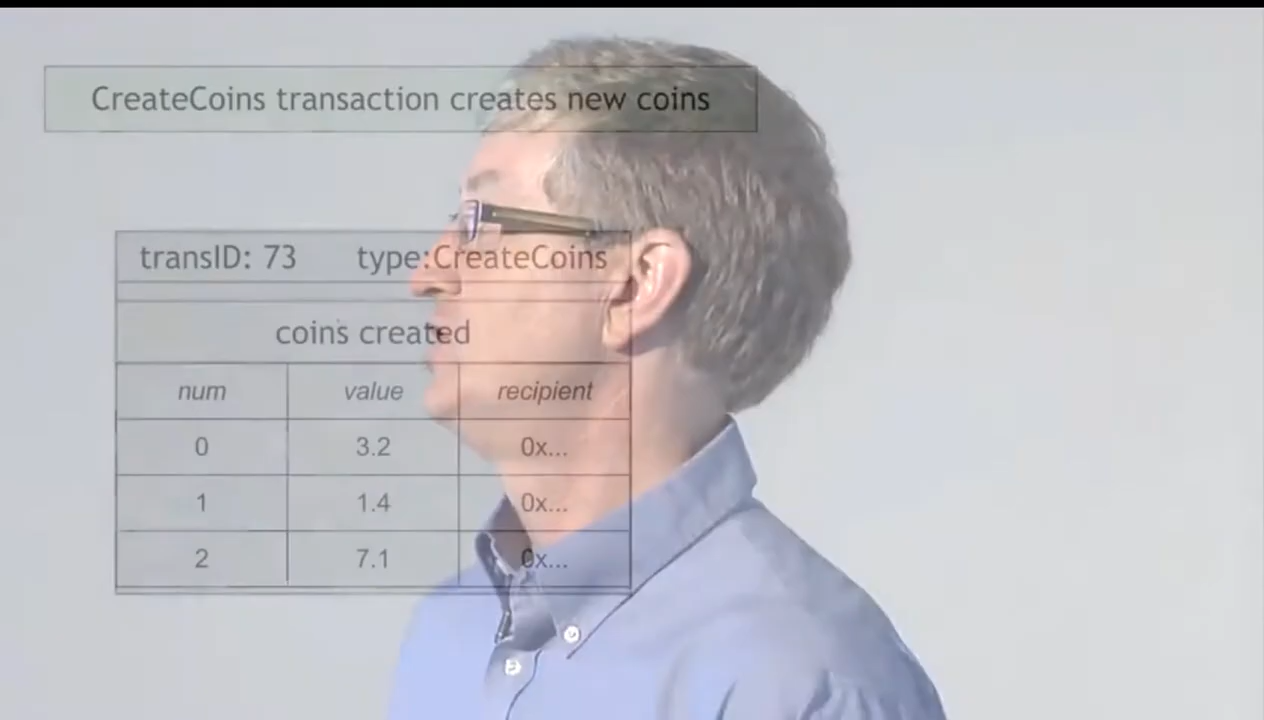 CreateCoins transaction creates new coins
transID: 73 type:CreateCoins
coins created
num value recipient
0 3.2 0x...
1 1.4 0x...
2 7.1 0x...